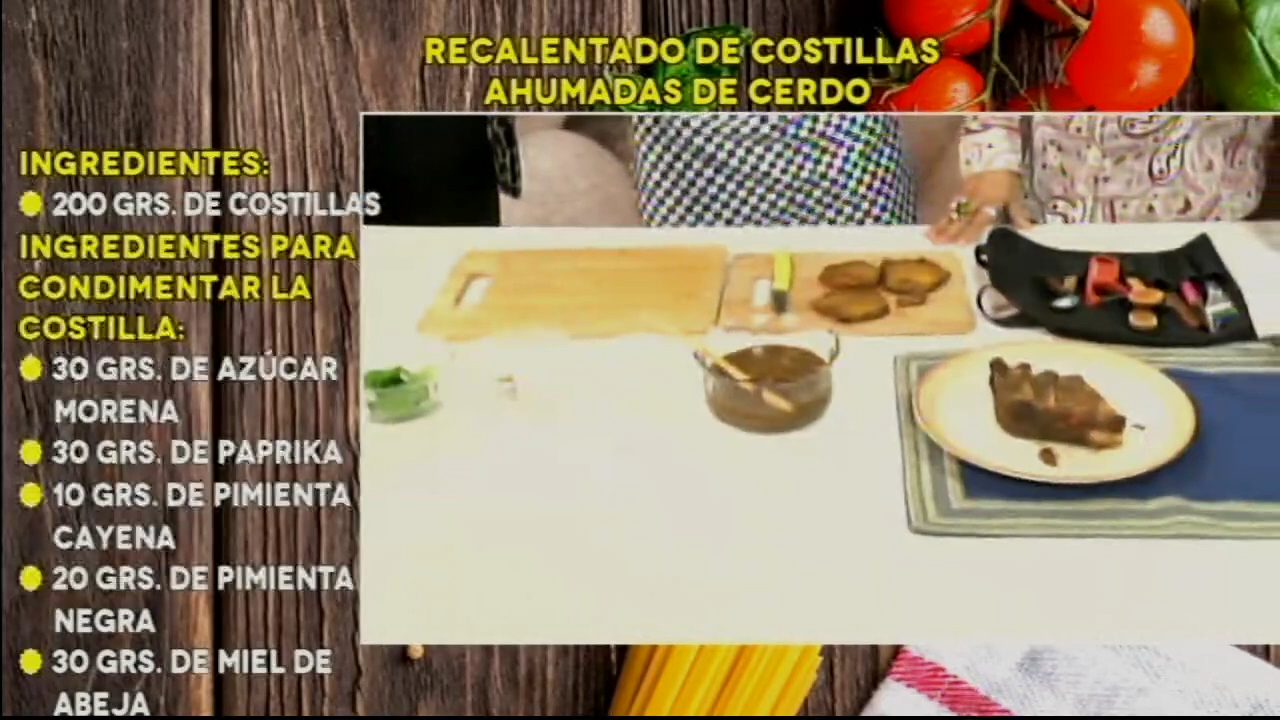 RECALENTADO DE COSTILLAS
AHUMADAS DE CERDO
INGREDIENTES:
200 GRS. DE COSTILLAS
INGREDIENTES PARA
CONDIMENTAR LA
COSTILLA:
30 GRS. DE AZÚCAR
MORENA
30 GRS. DE PAPRIKA
10 GRS. DE PIMIENTA
CAYENA
20 GRS. DE PIMIENTA
NEGRA
30 GRS. DE MIEL DE
ABEJA